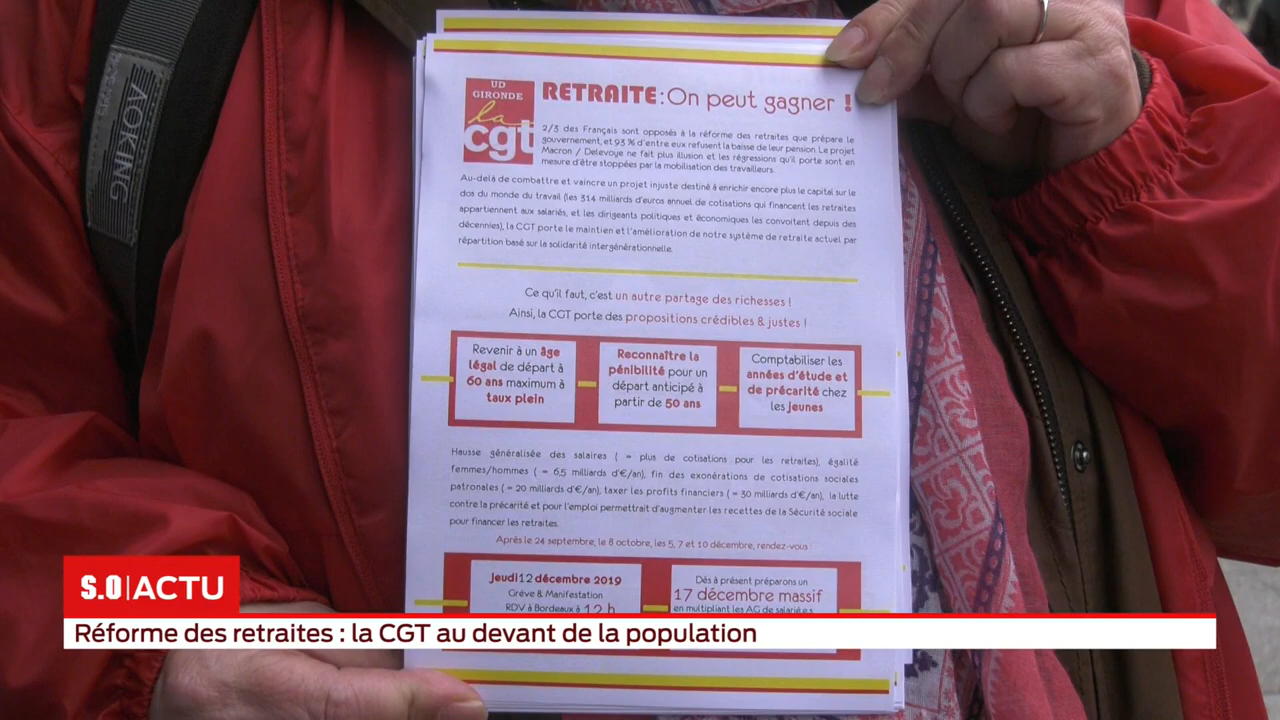 AOKING
UD
GIRONDE
la
cgt
RETRAITE : On peut gagner !
2/3 des Français sont opposés à la réforme des retraites que prépare le
gouvernement, et 93 % d'entre eux refusent la baisse de leur pension. Le projet
Macron / Delevoye ne fait plus illusion et les régressions qu'il porte sont en
mesure d'être stoppées par la mobilisation des travailleurs.
Au-delà de combattre et vaincre un projet injuste destiné à enrichir encore plus le capital sur le
dos du monde du travail (les 314 milliards d'euros annuel de cotisations qui financent les retraites
appartiennent aux salariés, et les dirigeants politiques et économiques les convoitent depuis des
décennies), la CGT porte le maintien et l'amélioration de notre système de retraite actuel par
répartition basé sur la solidarité intergénérationnelle.
Ce qu'il faut, c'est un autre partage des richesses !
Ainsi, la CGT porte des propositions crédibles & justes !
Revenir à un âge
légal de départ à
60 ans maximum à
taux plein
Reconnaître la
pénibilité pour un
départ anticipé à
partir de 50 ans
Comptabiliser les
années d'étude et
de précarité chez
les jeunes
Hausse généralisée des salaires ( = plus de cotisations pour les retraites), égalité
femmes/hommes ( = 6,5 milliards d'€/an), fin des exonérations de cotisations sociales
patronales ( = 20 milliards d'€/an), taxer les profits financiers ( = 30 milliards d'€/an), la lutte
contre la précarité et pour l'emploi permettrait d'augmenter les recettes de la Sécurité sociale
pour financer les retraites.
Après le 24 septembre, le 8 octobre, les 5, 7 et 10 décembre, rendez-vous :
Jeudi 12 décembre 2019
Grève & Manifestation
RDV à Bordeaux à 12 h
Dès à présent préparons un
17 décembre massif
en multipliant les AG de salarié.e.s
S.O|ACTU
Réforme des retraites : la CGT au devant de la population